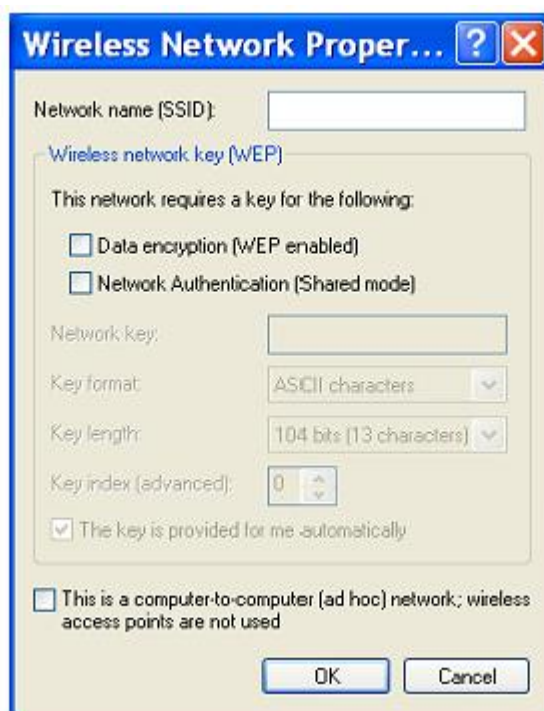 Wireless Network Proper...
Network name (SSID):
Wireless network key (WEP)
This network requires a key for the following:
Data encryption (WEP enabled)
Network Authentication (Shared mode)
Network key:
Key format: ASCII characters
Key length: 104 bits (13 characters)
Key index (advanced): 0
The key is provided for me automatically
This is a computer-to-computer (ad hoc) network; wireless
access points are not used
OK Cancel